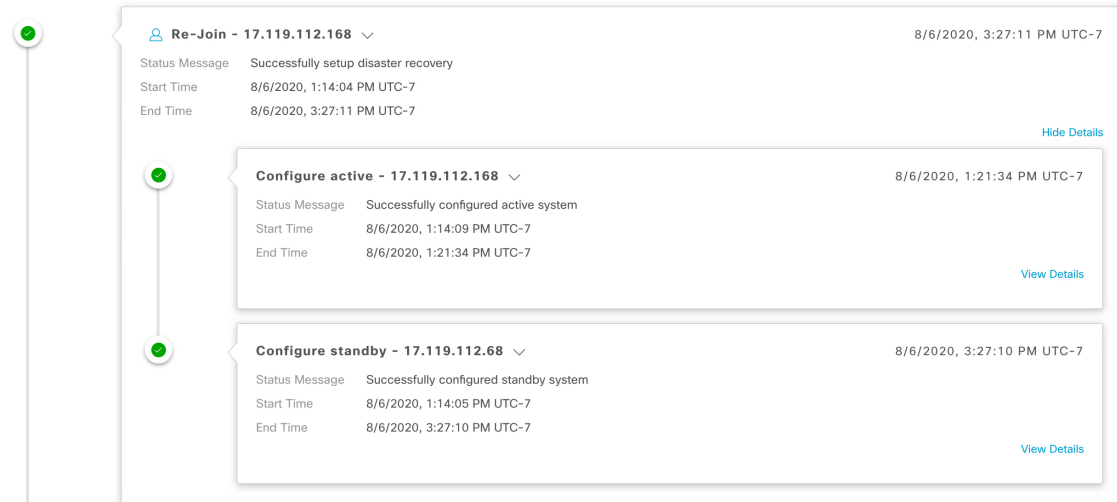 Re-Join - 17.119.112.168 8/6/2020, 3:27:11 PM UTC-7
Status Message Successfully setup disaster recovery
Start Time 8/6/2020, 1:14:04 PM UTC-7
End Time 8/6/2020, 3:27:11 PM UTC-7
Hide Details
Configure active - 17.119.112.168 8/6/2020, 1:21:34 PM UTC-7
Status Message Successfully configured active system
Start Time 8/6/2020, 1:14:09 PM UTC-7
End Time 8/6/2020, 1:21:34 PM UTC-7
View Details
Configure standby - 17.119.112.68 8/6/2020, 3:27:10 PM UTC-7
Status Message Successfully configured standby system
Start Time 8/6/2020, 1:14:05 PM UTC-7
End Time 8/6/2020, 3:27:10 PM UTC-7
View Details